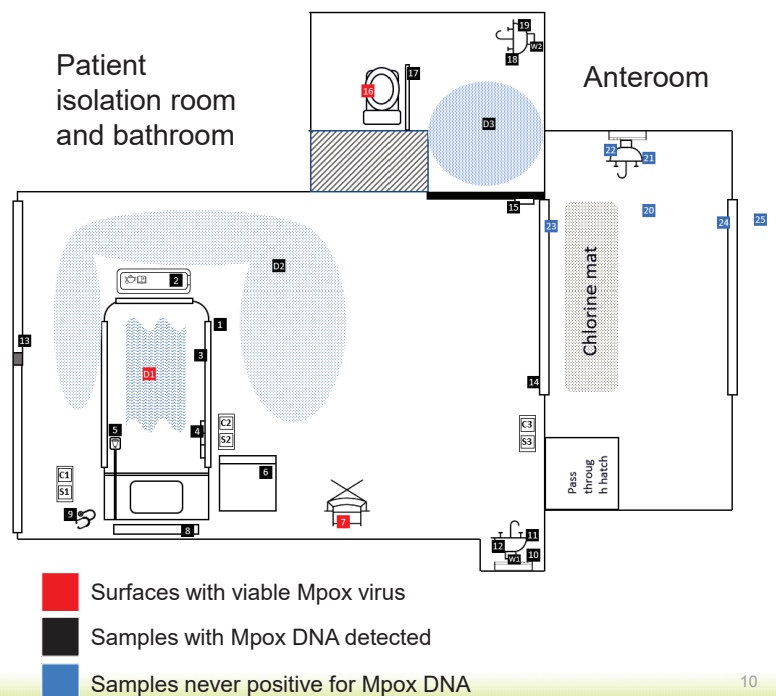 Patient
isolation room
and bathroom
Anteroom
19
18
W2
17
16
D3
22
21
15
20
23
24
25
D2
2
1
13
3
Chlorine mat
D1
14
5
4
C2
S2
C3
S3
6
C1
S1
Pass
throug
h hatch
9
7
8
11
12
10
W1
Surfaces with viable Mpox virus
Samples with Mpox DNA detected
Samples never positive for Mpox DNA
10